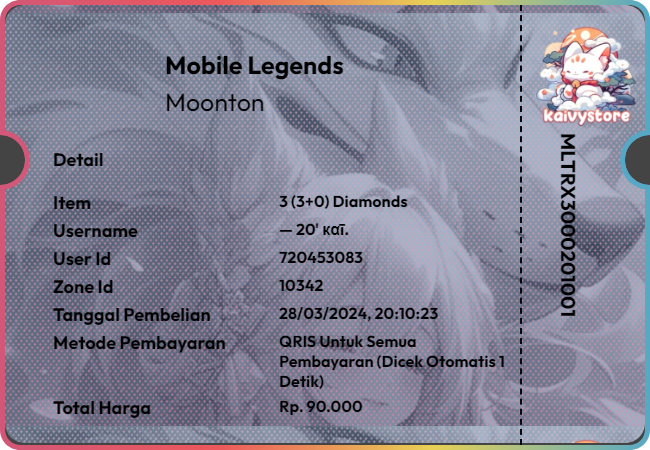 Mobile Legends
Moonton
Detail
Item 3 (3+0) Diamonds
Username — 20' каї.
User Id 720453083
Zone Id 10342
Tanggal Pembelian 28/03/2024, 20:10:23
Metode Pembayaran QRIS Untuk Semua
Pembayaran (Dicek Otomatis 1
Detik)
Total Harga Rp. 90.000
kaivystore
MLTRX3000201001